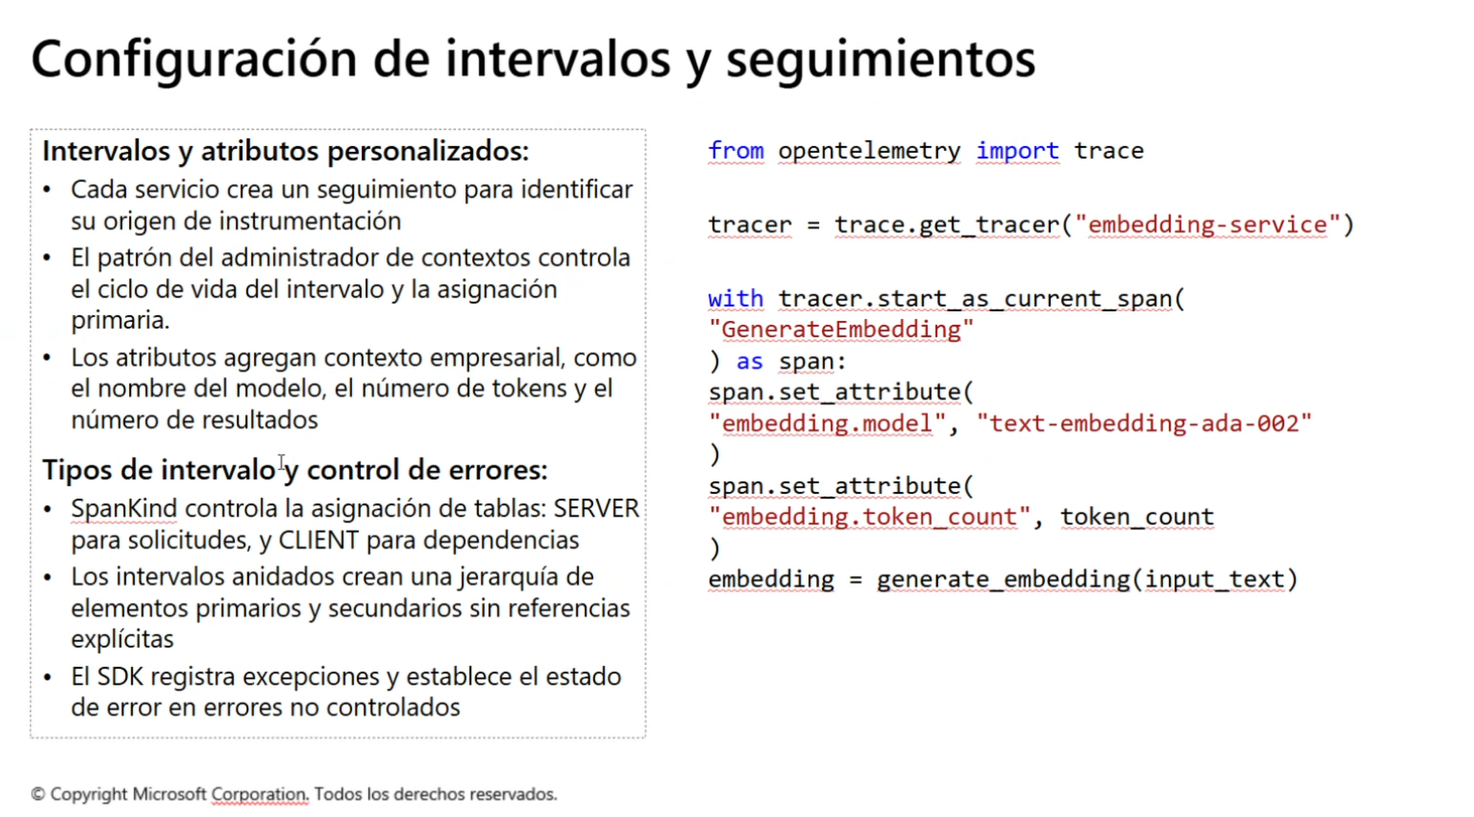 Configuración de intervalos y seguimientos
Intervalos y atributos personalizados:
• Cada servicio crea un seguimiento para identificar
su origen de instrumentación
• El patrón del administrador de contextos controla
el ciclo de vida del intervalo y la asignación
primaria.
• Los atributos agregan contexto empresarial, como
el nombre del modelo, el número de tokens y el
número de resultados
Tipos de intervalo y control de errores:
• SpanKind controla la asignación de tablas: SERVER
para solicitudes, y CLIENT para dependencias
• Los intervalos anidados crean una jerarquía de
elementos primarios y secundarios sin referencias
explícitas
• El SDK registra excepciones y establece el estado
de error en errores no controlados
from opentelemetry import trace
tracer = trace.get_tracer("embedding-service")
with tracer.start_as_current_span(
"GenerateEmbedding"
) as span:
span.set_attribute(
"embedding.model", "text-embedding-ada-002"
)
span.set_attribute(
"embedding.token_count", token_count
)
embedding = generate_embedding(input_text)
© Copyright Microsoft Corporation. Todos los derechos reservados.